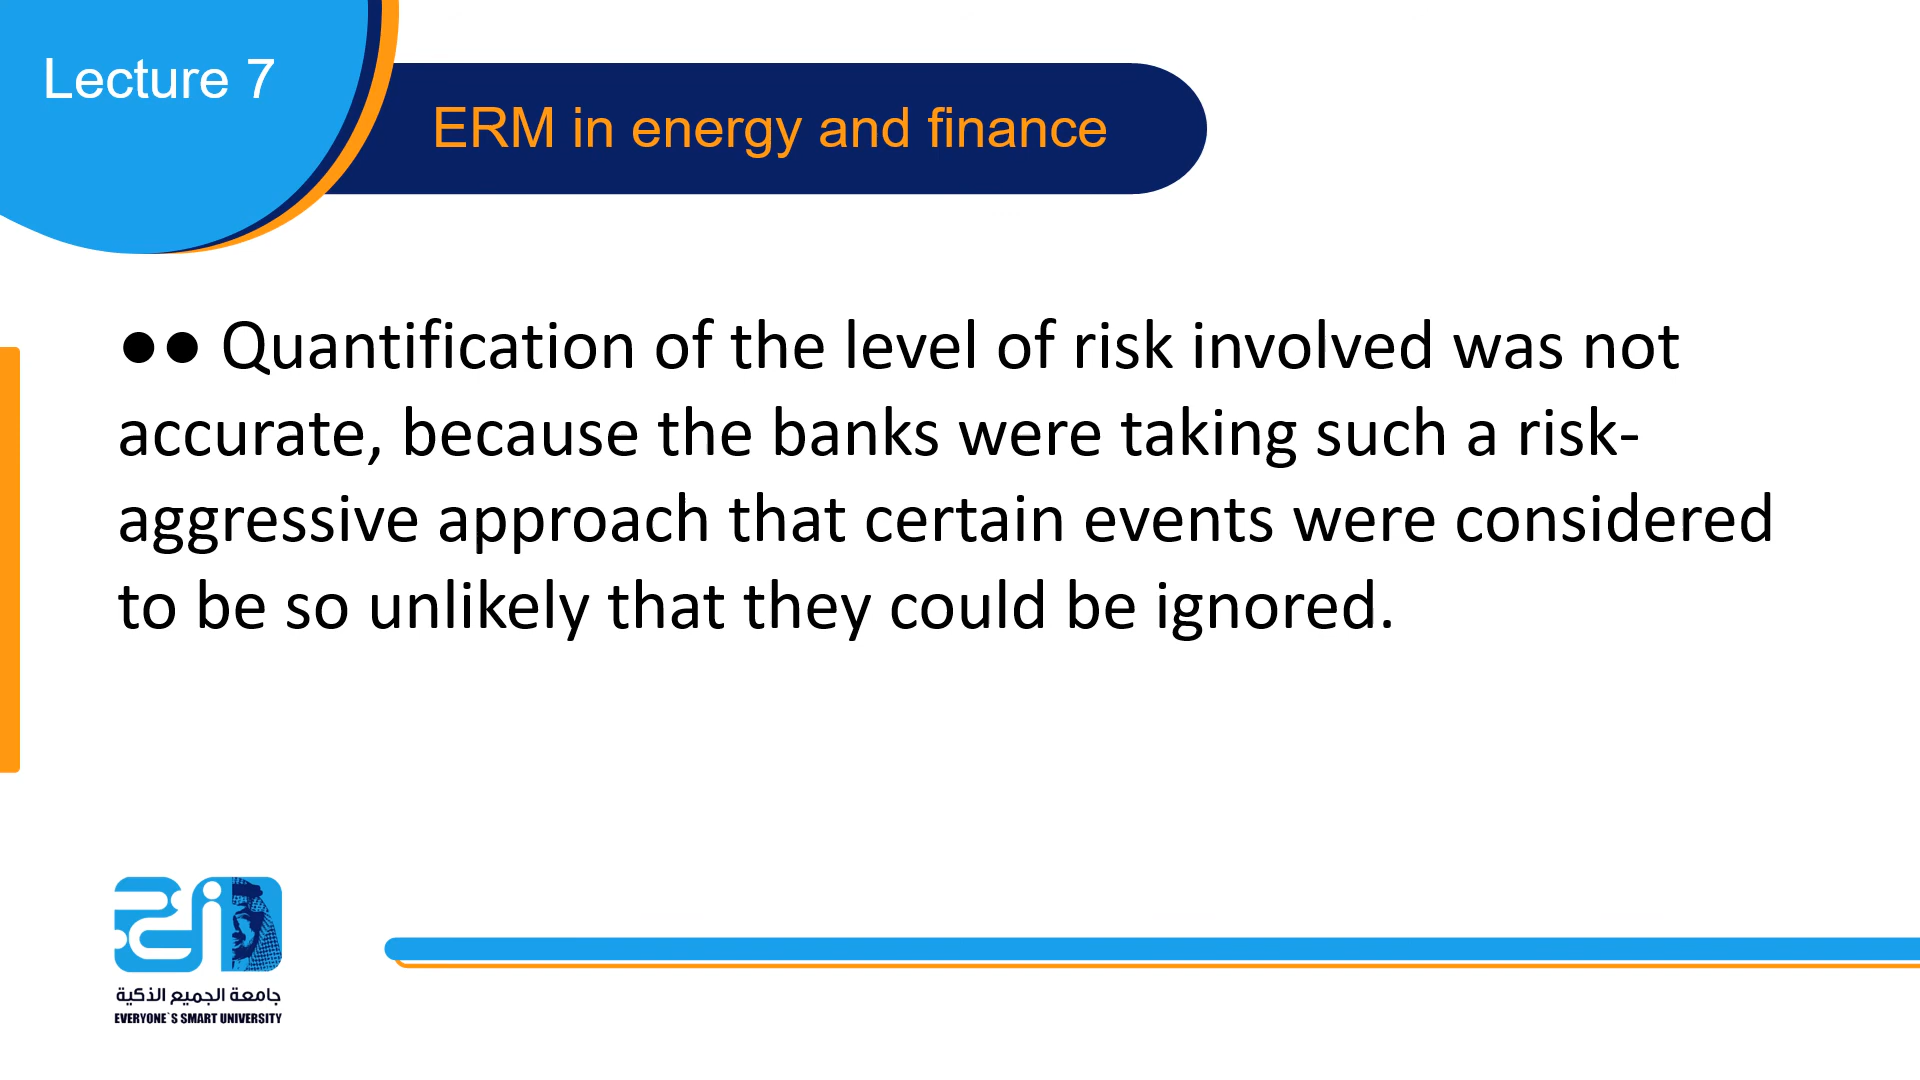 Lecture 7
ERM in energy and finance
●● Quantification of the level of risk involved was not
accurate, because the banks were taking such a risk-
aggressive approach that certain events were considered
to be so unlikely that they could be ignored.
جامعة الجميع الذكية
EVERYONE`S SMART UNIVERSITY